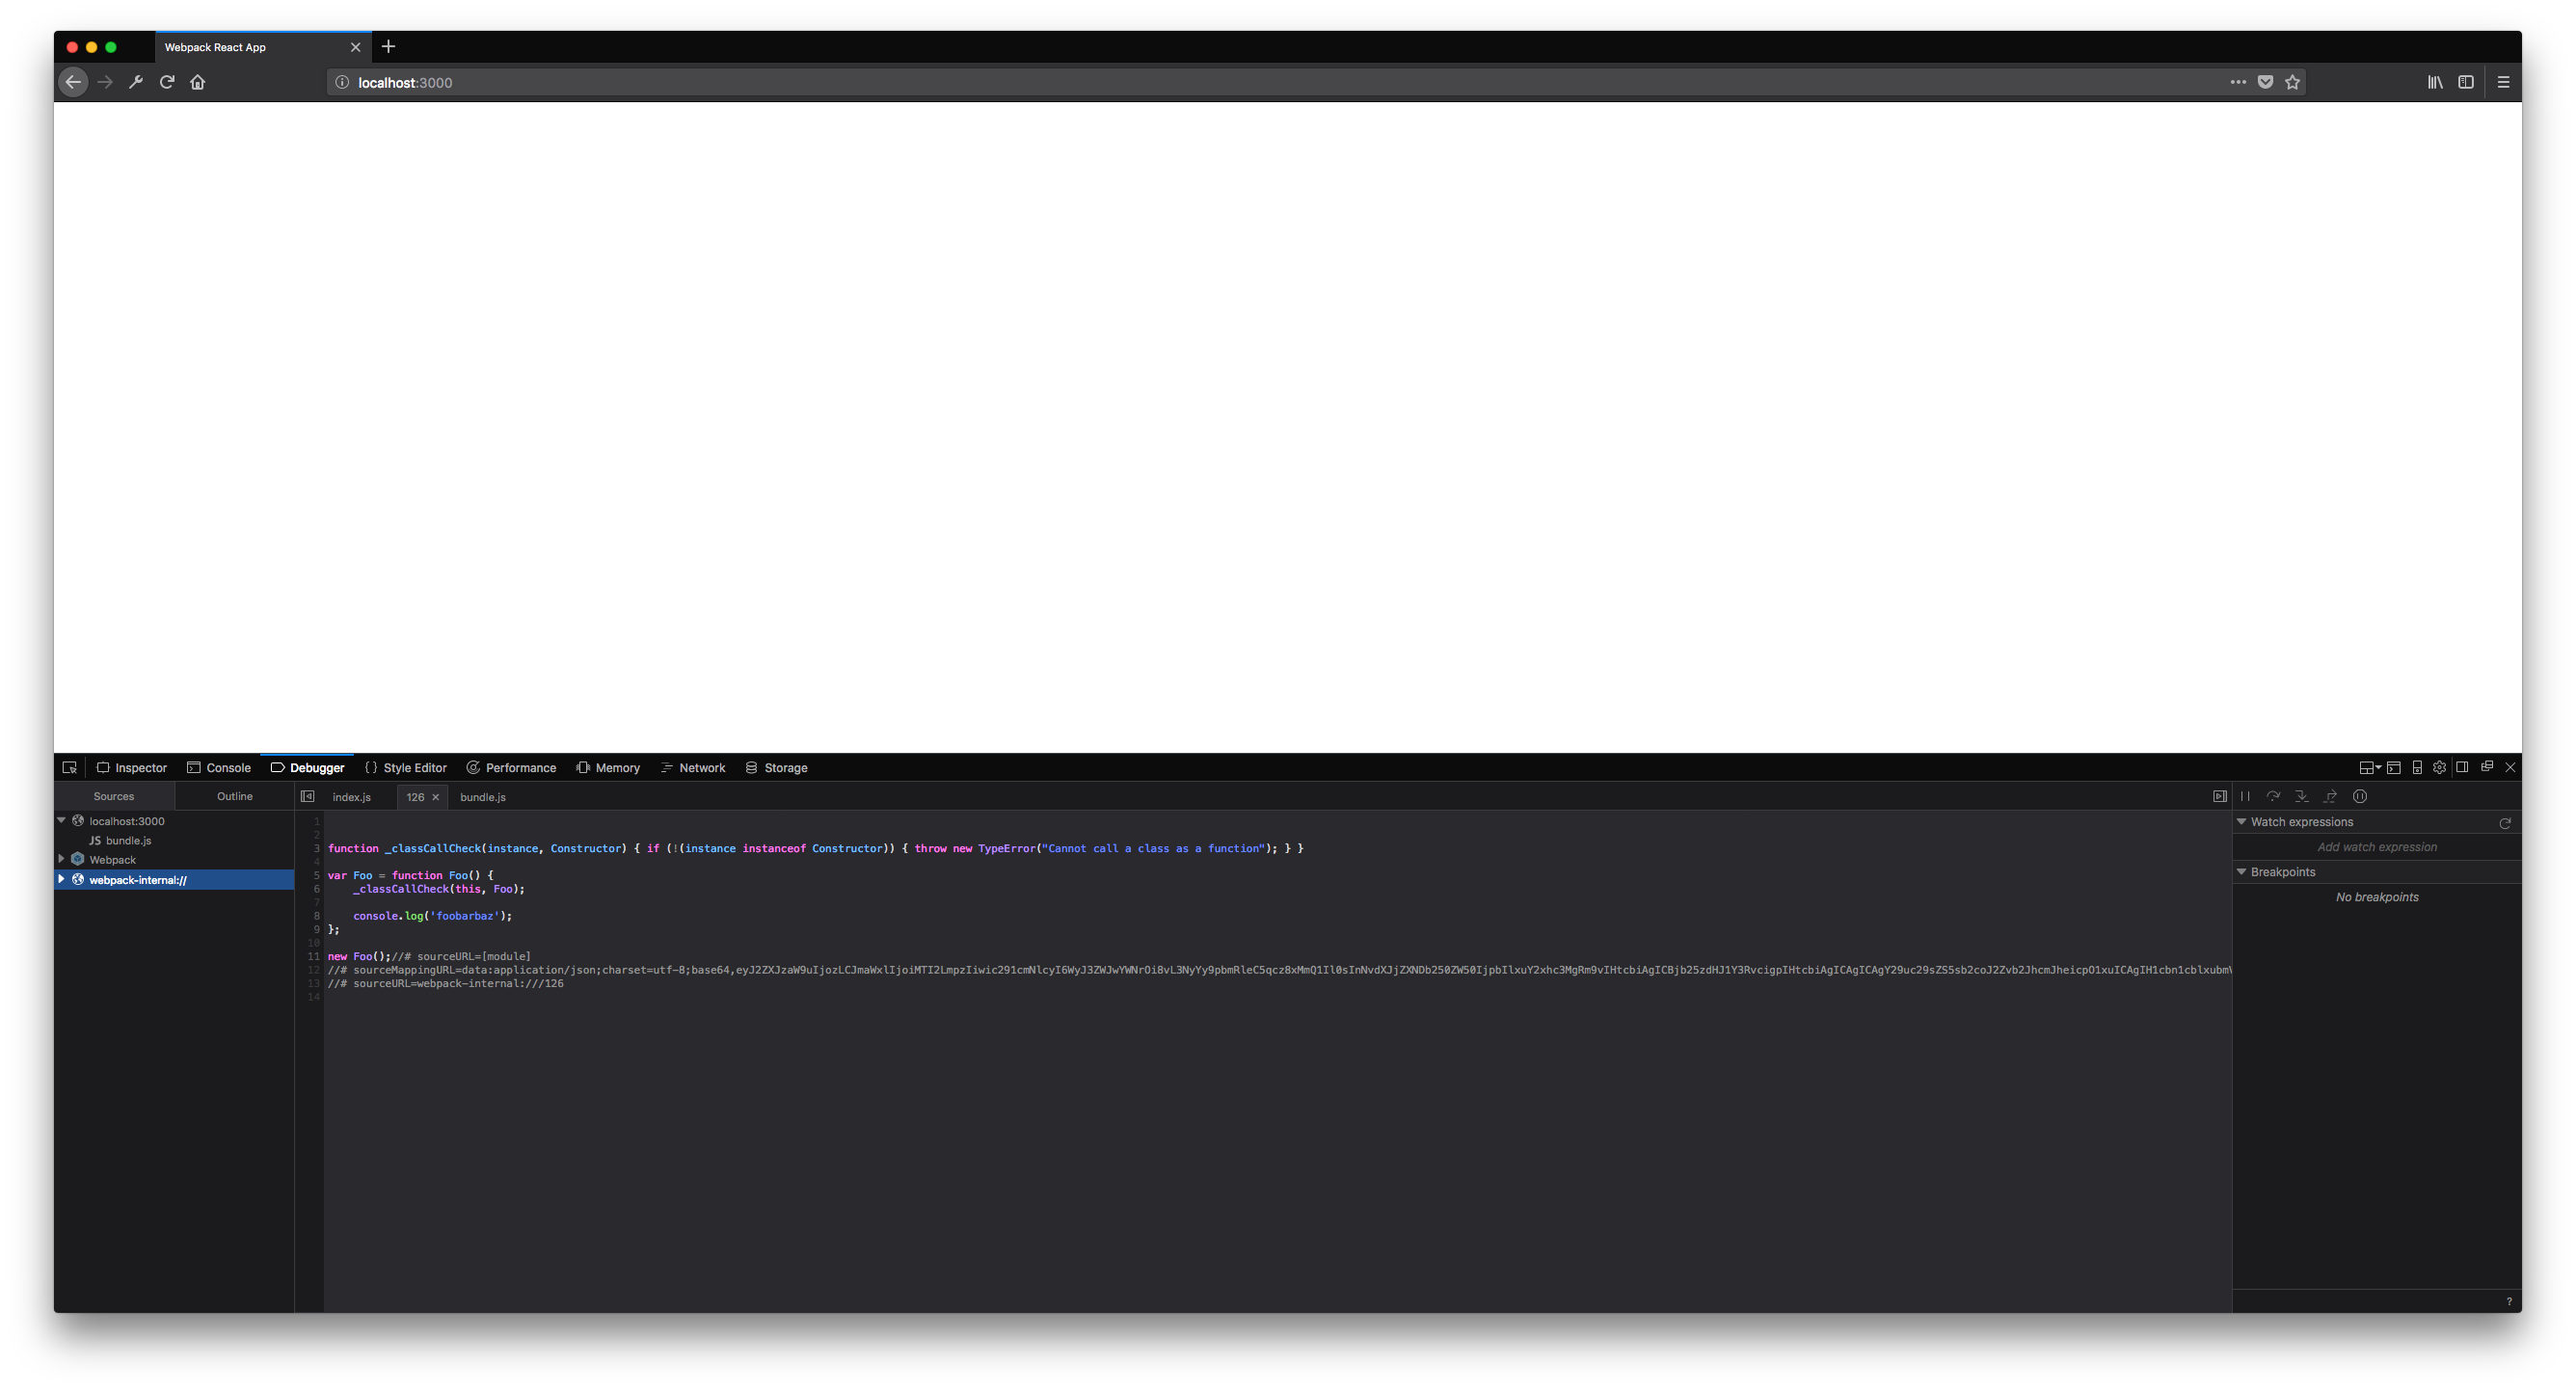 Webpack React App
localhost:3000
Inspector Console Debugger { } Style Editor Performance Memory Network Storage
Sources Outline index.js 126 bundle.js
localhost:3000
JS bundle.js
Webpack
webpack-internal://
1
2
3 function _classCallCheck(instance, Constructor) { if (!(instance instanceof Constructor)) { throw new TypeError("Cannot call a class as a function"); } }
4
5 var Foo = function Foo() {
6 _classCallCheck(this, Foo);
7
8 console.log('foobarbaz');
9 };
10
11 new Foo();//# sourceURL=[module]
12 //# sourceMappingURL=data:application/json;charset=utf-8;base64,
13 //# sourceURL=webpack-internal:///126
14
Watch expressions
Add watch expression
Breakpoints
No breakpoints
?